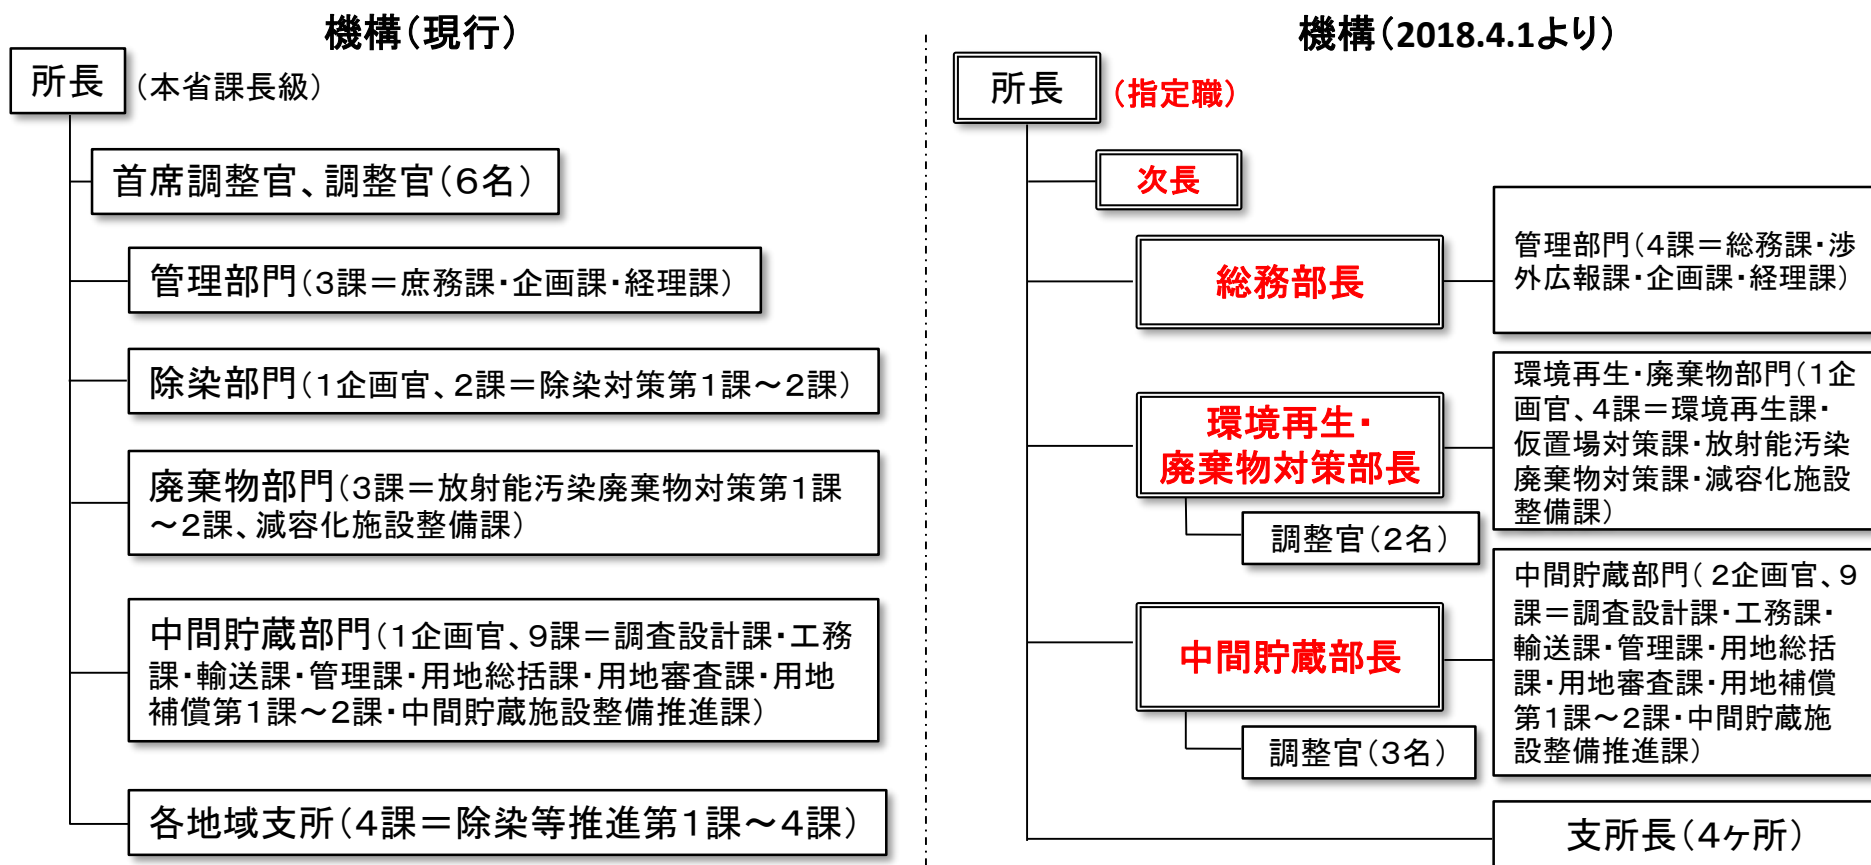 機構（現行）
所長
（本省課長級）
首席調整官、調整官（６名）
管理部門（３課＝庶務課・企画課・経理課）
除染部門（１企画官、２課＝除染対策第１課～２課）
廃棄物部門（３課＝放射能汚染廃棄物対策第１課
～２課、減容化施設整備課）
中間貯蔵部門（１企画官、９課＝調査設計課・工務
課・輸送課・管理課・用地総括課・用地審査課・用地
補償第１課～２課・中間貯蔵施設整備推進課）
各地域支所（４課＝除染等推進第１課～４課）
機構（2018.4.1より）
所長
（指定職）
次長
総務部長
管理部門（４課＝総務課・渉
外広報課・企画課・経理課）
環境再生・
廃棄物対策部長
環境再生・廃棄物部門（１企
画官、４課＝環境再生課・
仮置場対策課・放射能汚染
廃棄物対策課・減容化施設
整備課）
調整官（２名）
中間貯蔵部長
中間貯蔵部門（２企画官、９
課＝調査設計課・工務課・
輸送課・管理課・用地総括
課・用地審査課・用地補償
第１課～２課・中間貯蔵施
設整備推進課）
調整官（３名）
支所長（４ヶ所）